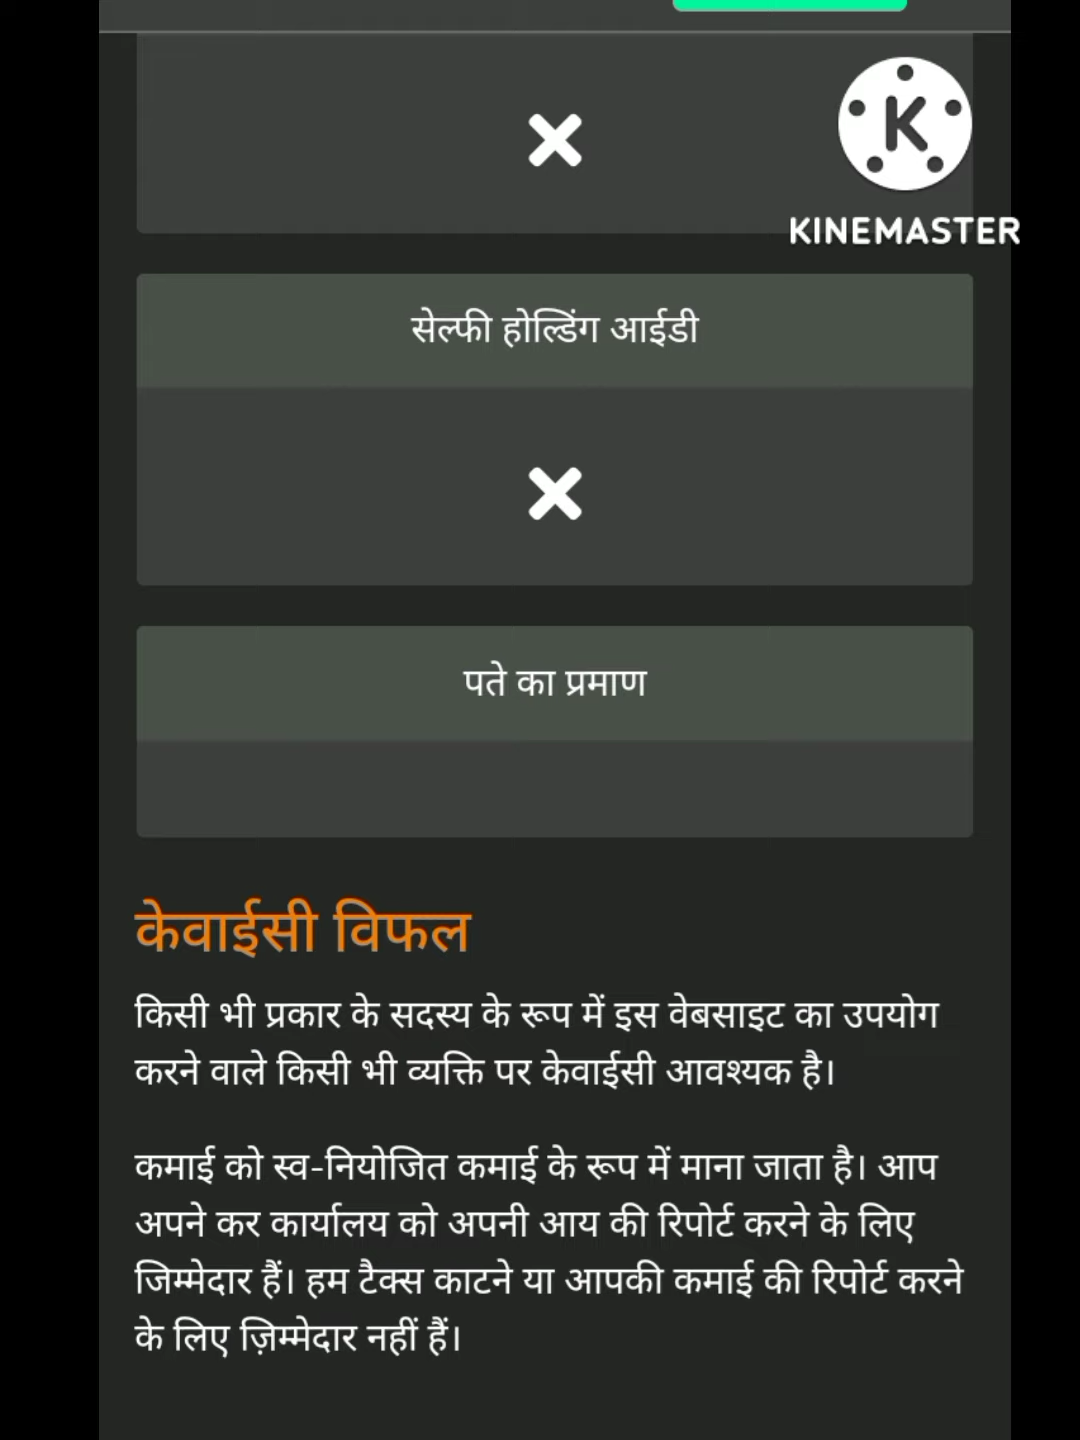 K
KINEMASTER
सेल्फी होल्डिंग आईडी
पते का प्रमाण
केवाईसी विफल
किसी भी प्रकार के सदस्य के रूप में इस वेबसाइट का उपयोग
करने वाले किसी भी व्यक्ति पर केवाईसी आवश्यक है।
कमाई को स्व-नियोजित कमाई के रूप में माना जाता है। आप
अपने कर कार्यालय को अपनी आय की रिपोर्ट करने के लिए
जिम्मेदार हैं। हम टैक्स काटने या आपकी कमाई की रिपोर्ट करने
के लिए ज़िम्मेदार नहीं हैं।